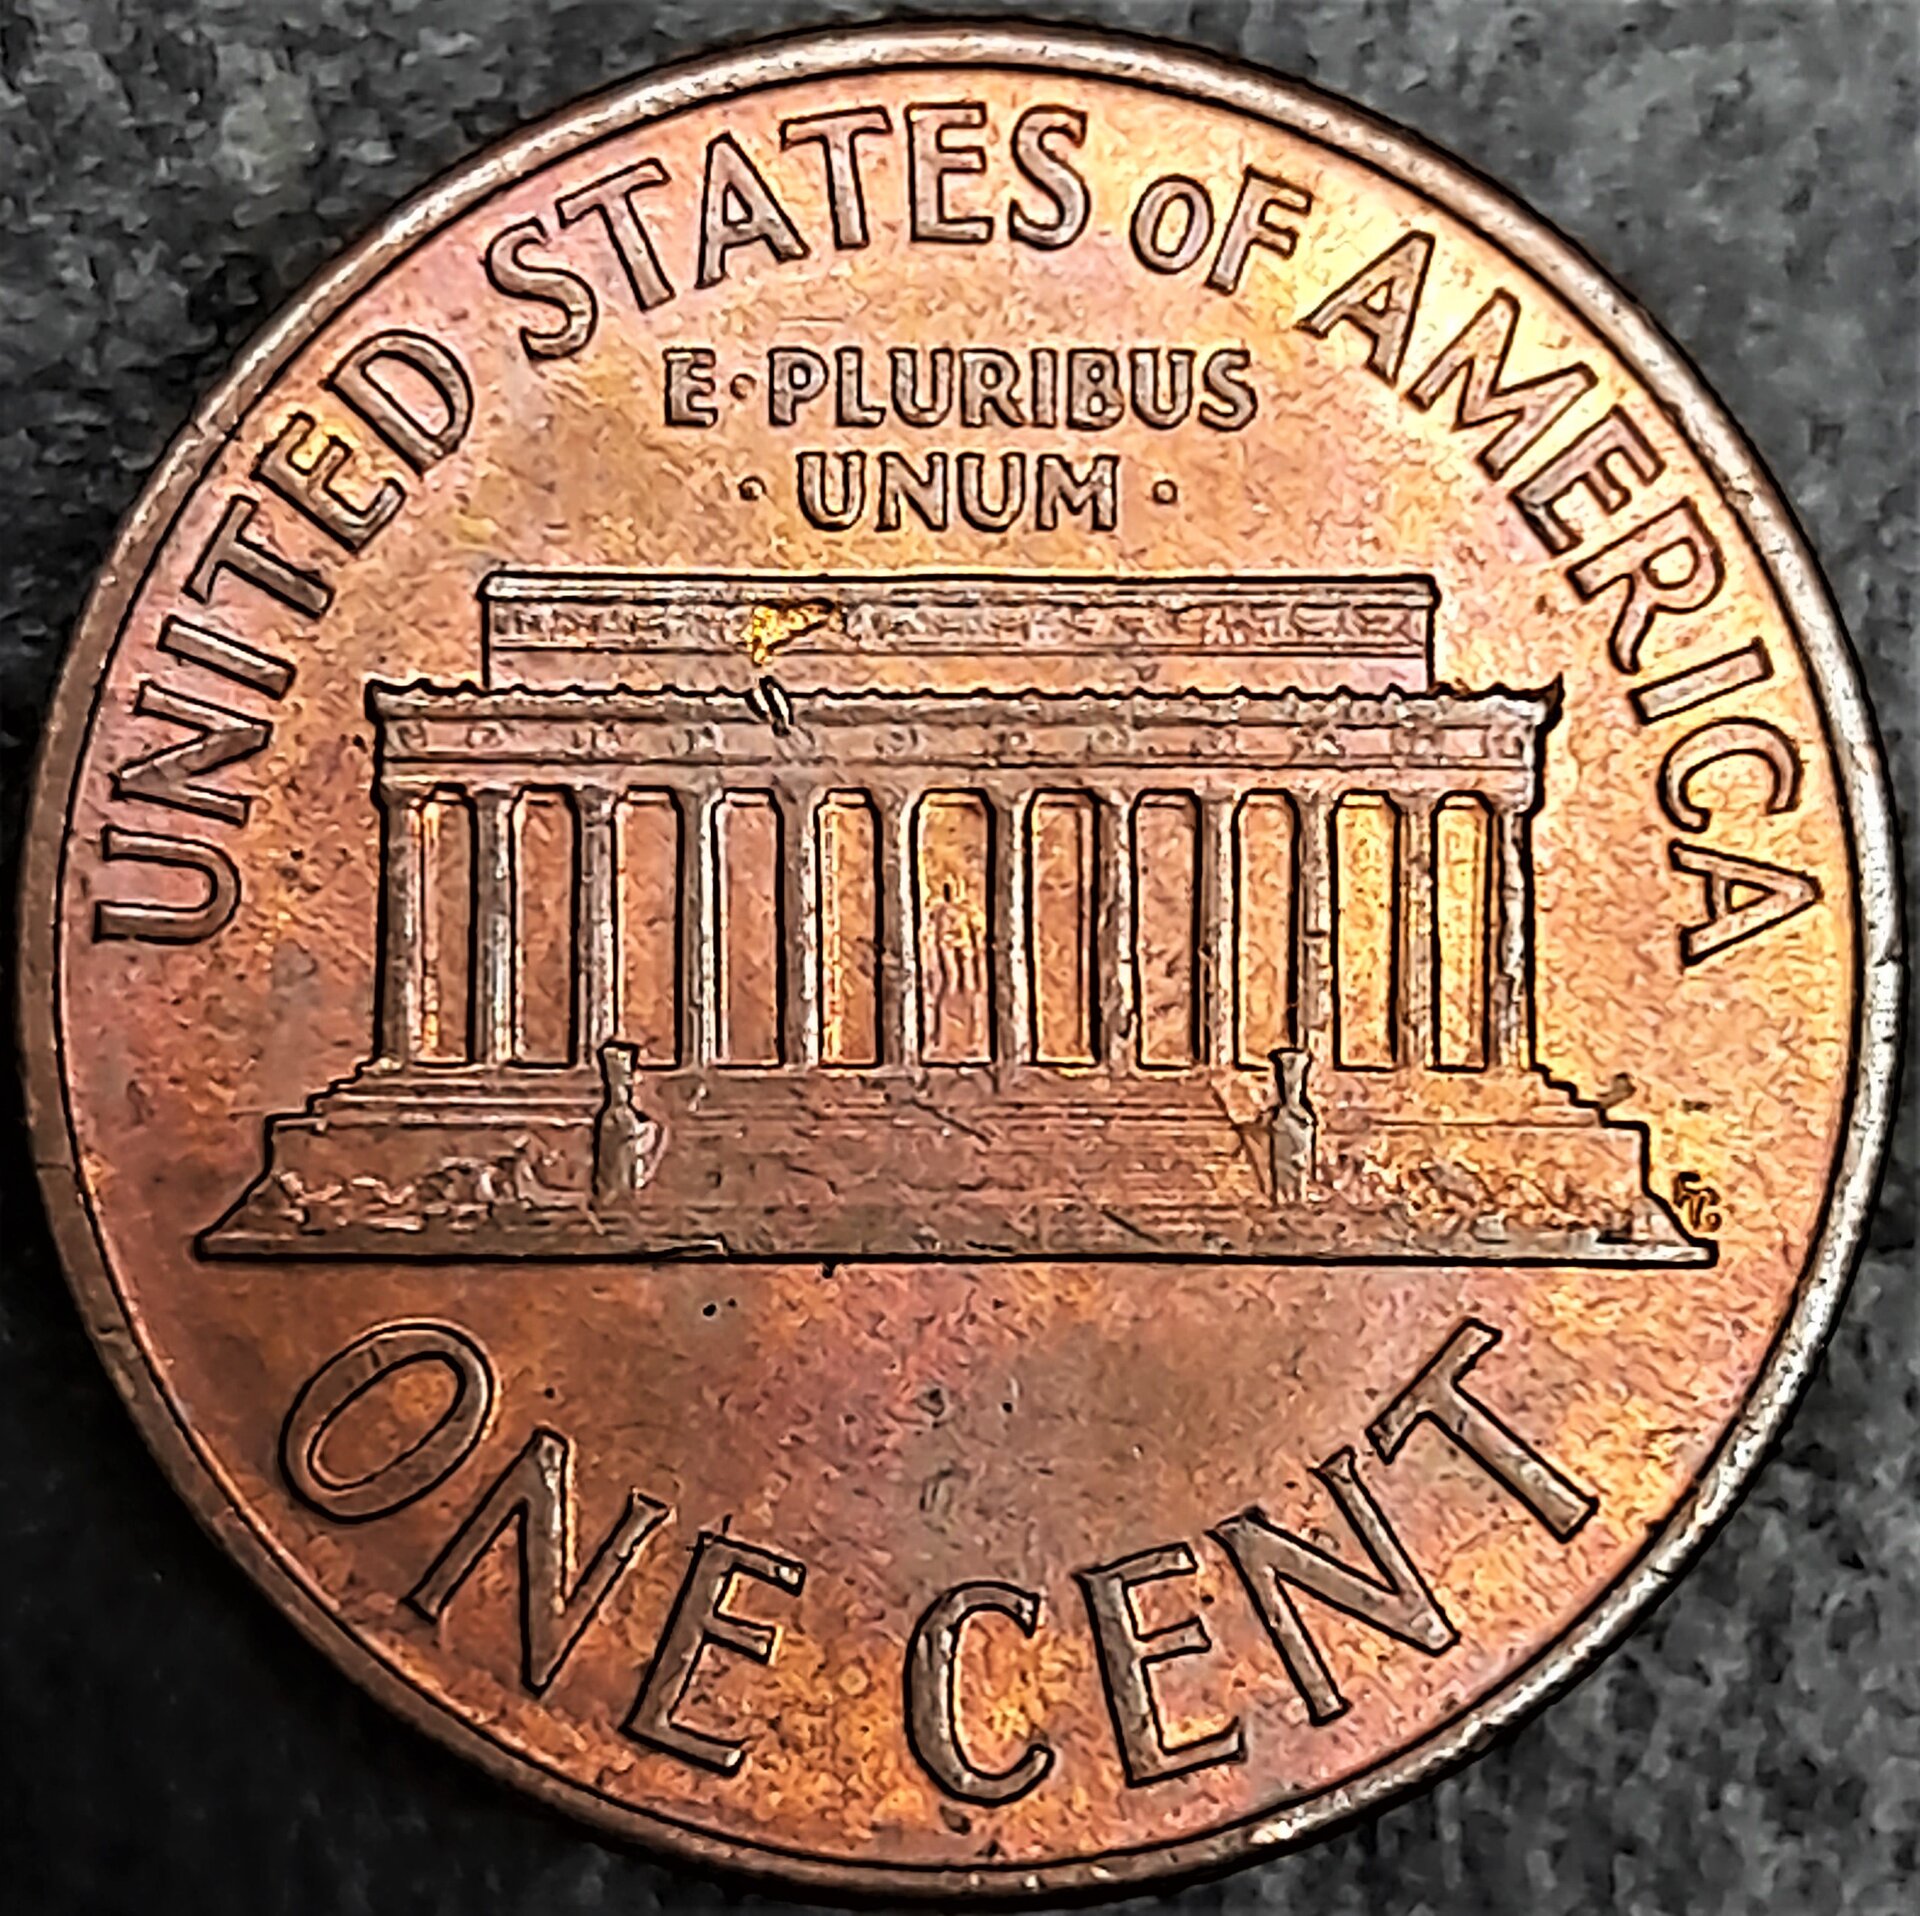 UNITED STATES OF AMERICA
E·PLURIBUS
·UNUM·
ONE CENT